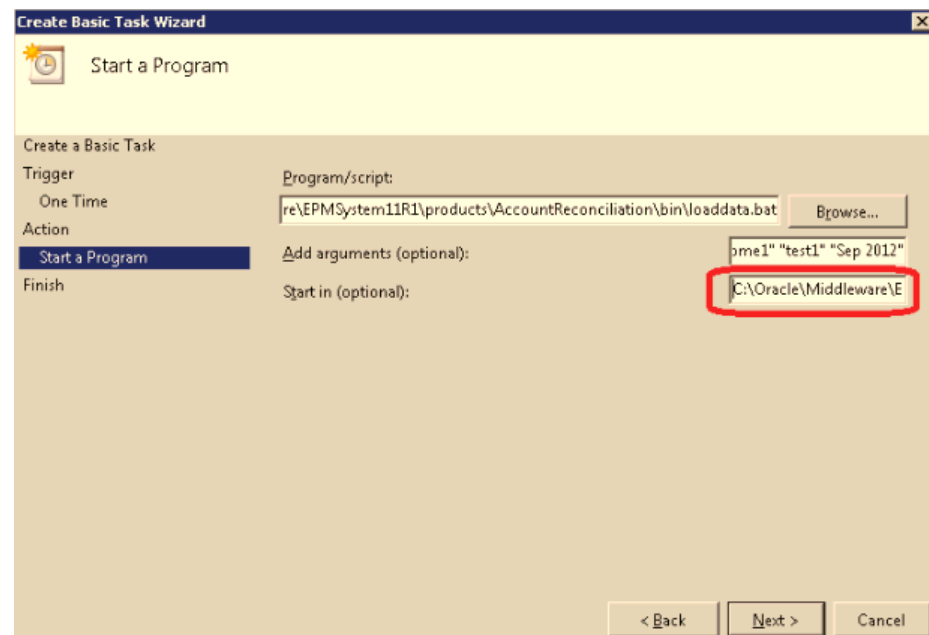 Create Basic Task Wizard
Start a Program
Create a Basic Task
Trigger
One Time
Action
Start a Program
Finish
Program/script:
re\EPMSystem11R1\products\AccountReconciliation\bin\loaddata.bat
Browse...
Add arguments (optional):
ome1" "test1" "Sep 2012"
Start in (optional):
C:\Oracle\Middleware\E
< Back
Next >
Cancel